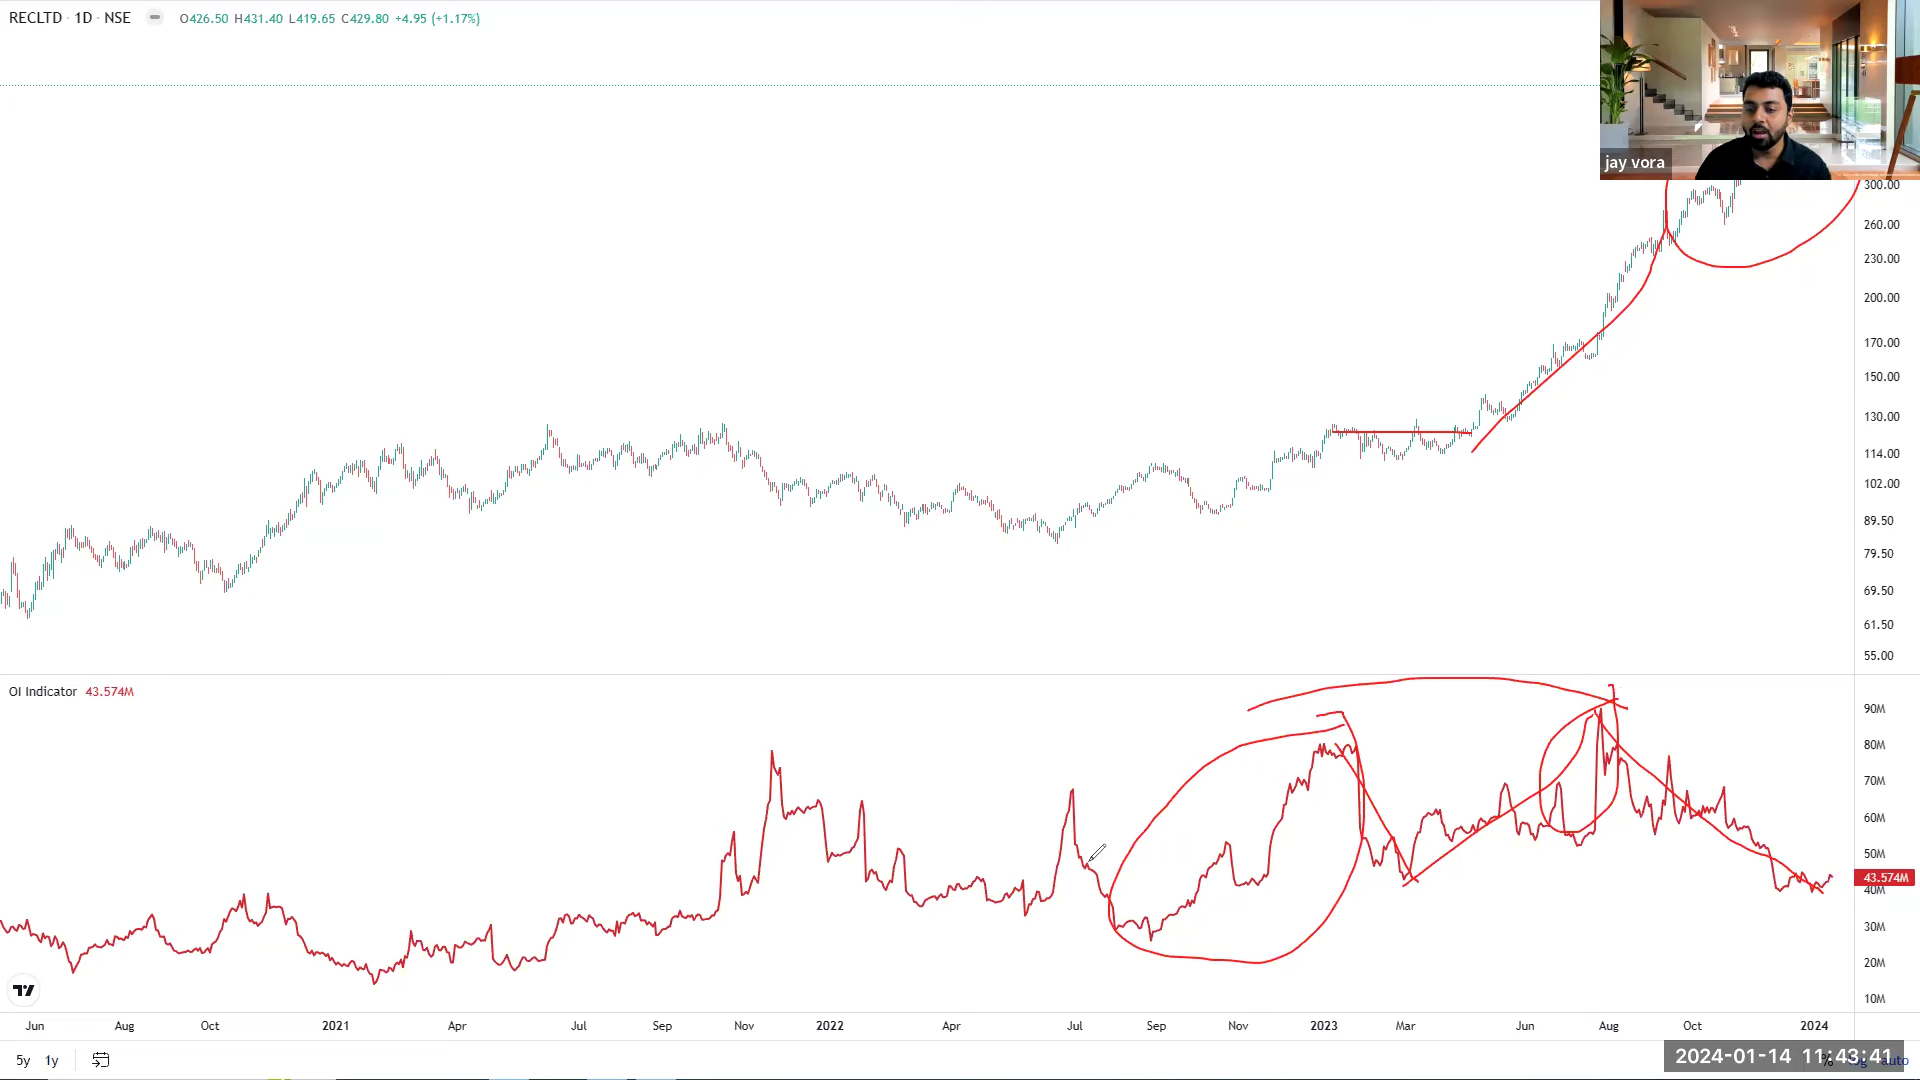 RECLTD · 1D · NSE
O426.50 H431.40 L419.65 C429.80 +4.95 (+1.17%)
jay vora
300.00
260.00
230.00
200.00
170.00
150.00
130.00
114.00
102.00
89.50
79.50
69.50
61.50
55.00
OI Indicator 43.574M
90M
80M
70M
60M
50M
43.574M
40M
30M
20M
10M
Jun Aug Oct 2021 Apr Jul Sep Nov 2022 Apr Jul Sep Nov 2023 Mar Jun Aug Oct 2024
5y 1y
2024-01-14 11:43:41
% auto